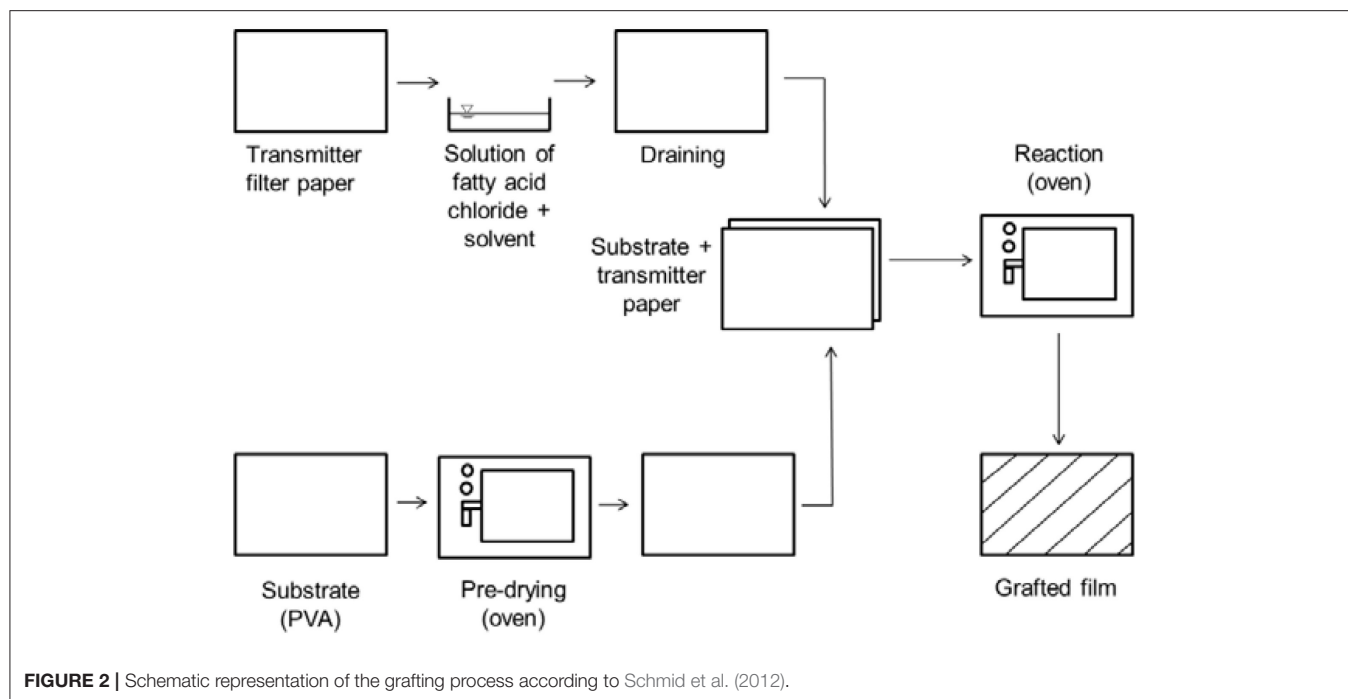 Transmitter
filter paper
Solution of
fatty acid
chloride +
solvent
Draining
Substrate +
transmitter
paper
Reaction
(oven)
Substrate
(PVA)
Pre-drying
(oven)
Grafted film
FIGURE 2 | Schematic representation of the grafting process according to Schmid et al. (2012).